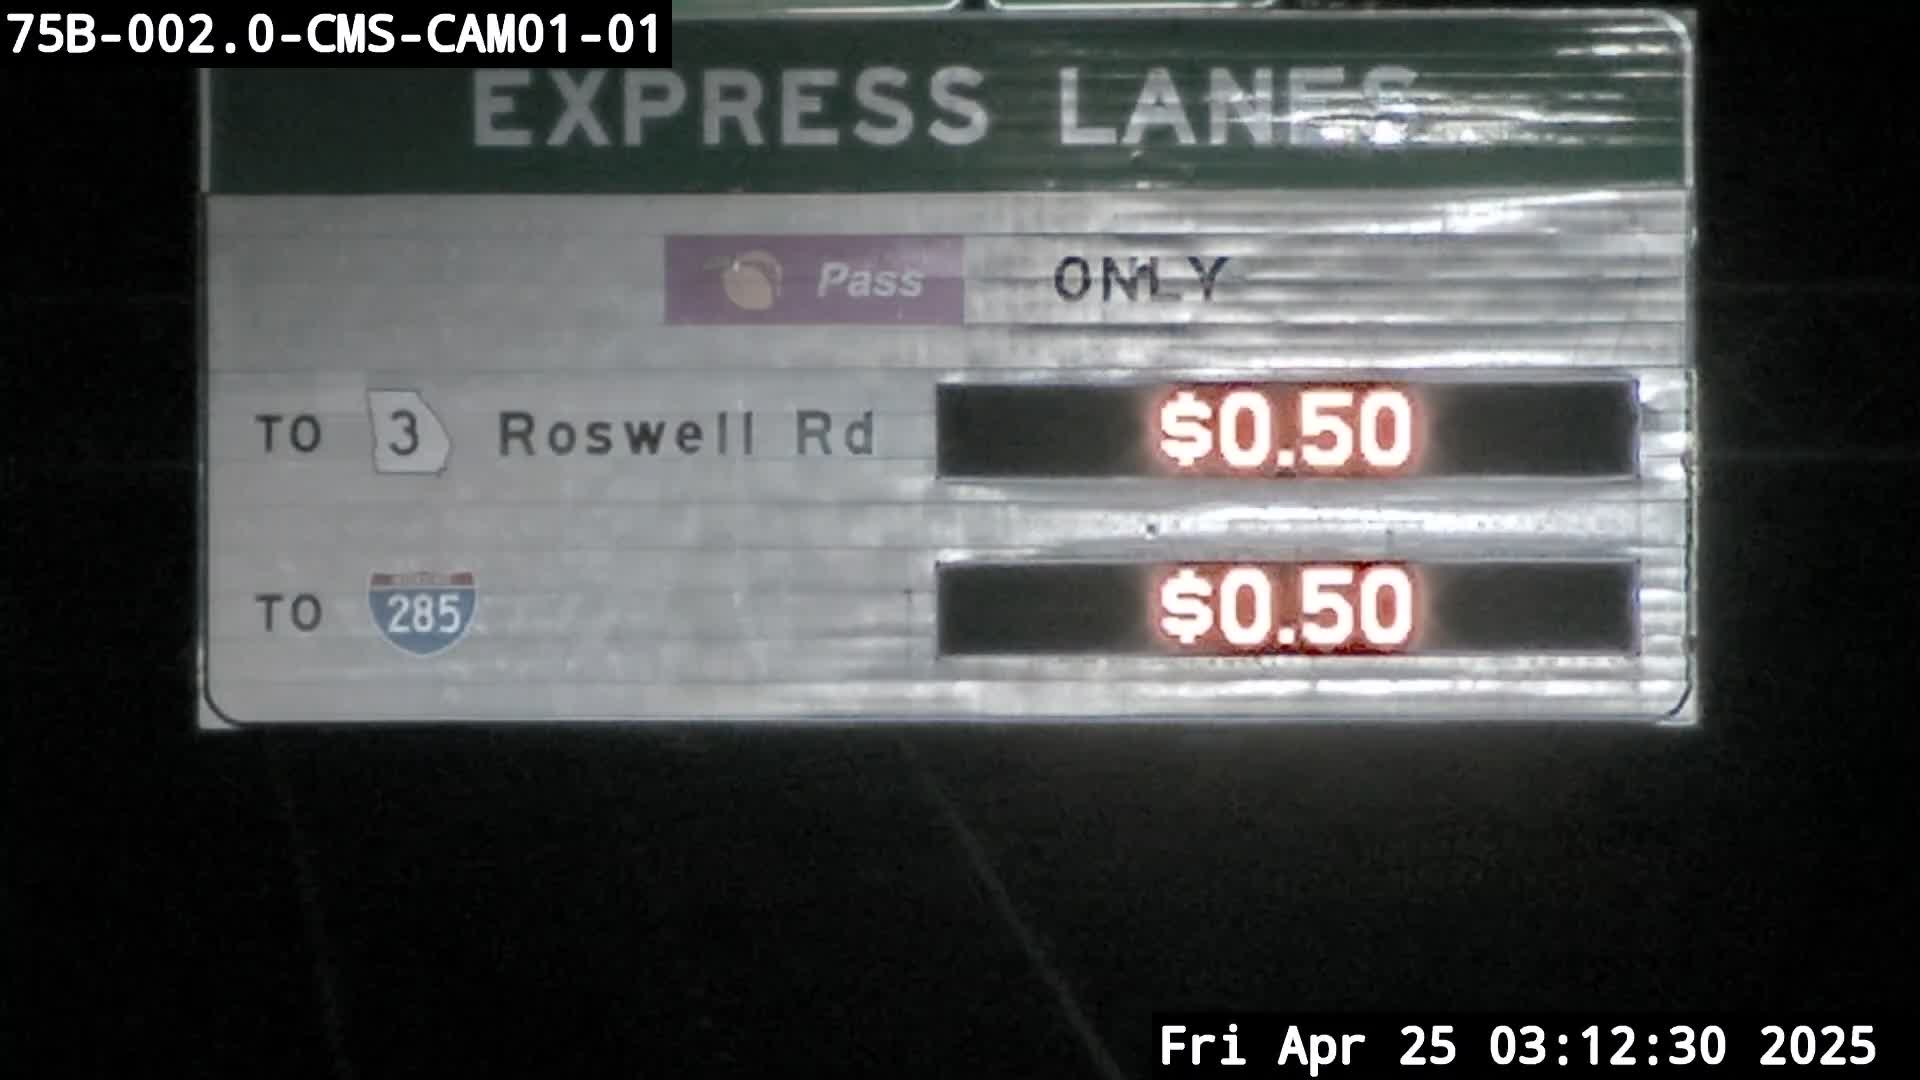 75B-002.0-CMS-CAM01-01
EXPRESS LANES
Pass ONLY
TO 3 Roswell Rd $0.50
TO 285 $0.50
Fri Apr 25 03:12:30 2025